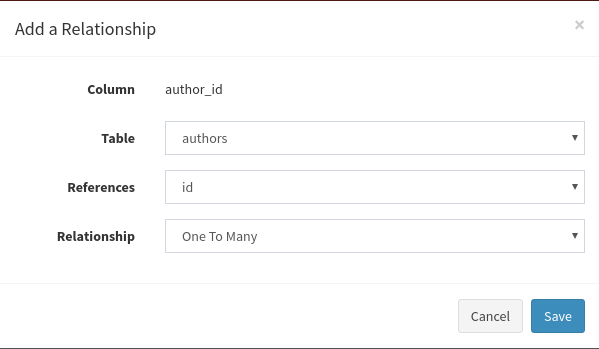 Add a Relationship ×
Column author_id
Table authors
References id
Relationship One To Many
Cancel Save